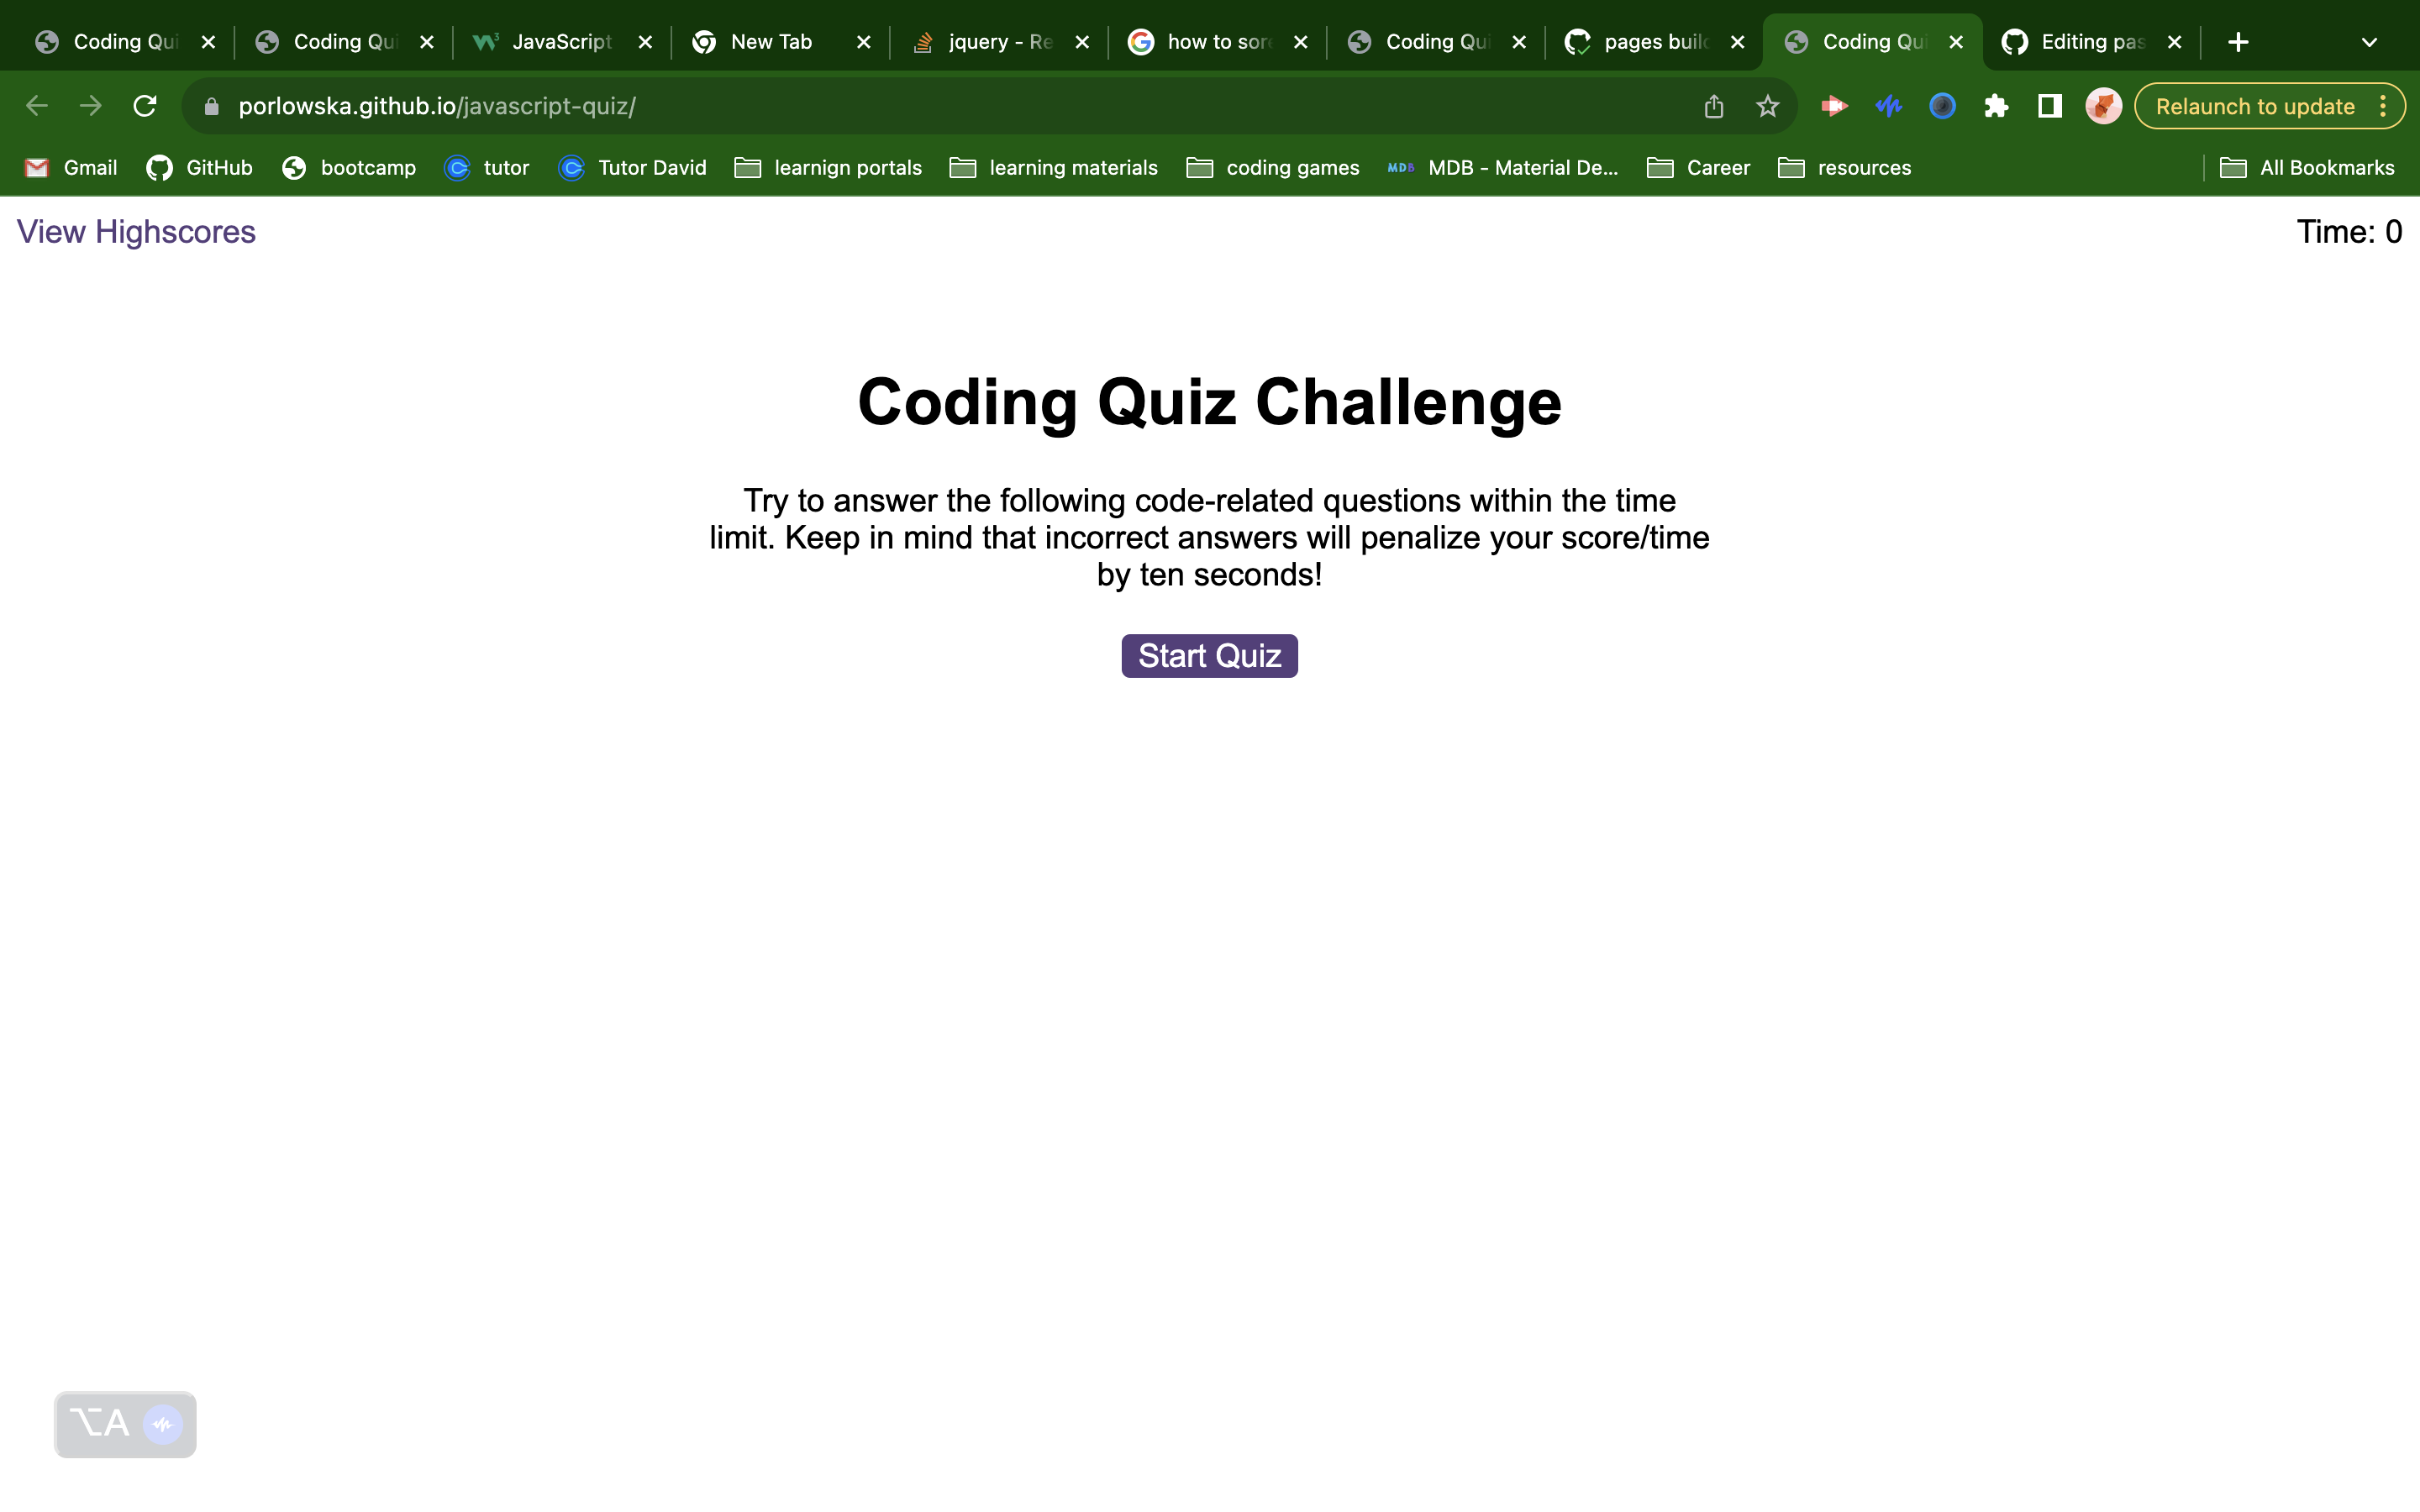 Coding Qui
Coding Qu
JavaScript
New Tab
jquery - Re
how to sor
Coding Qu
pages buil
Coding Qu
Editing pas
porlowska.github.io/javascript-quiz/
Relaunch to update
Gmail
GitHub
bootcamp
tutor
Tutor David
learnign portals
learning materials
coding games
MDB
MDB - Material De...
Career
resources
All Bookmarks
View Highscores
Time: 0
Coding Quiz Challenge
Try to answer the following code-related questions within the time
limit. Keep in mind that incorrect answers will penalize your score/time
by ten seconds!
Start Quiz
⌥A